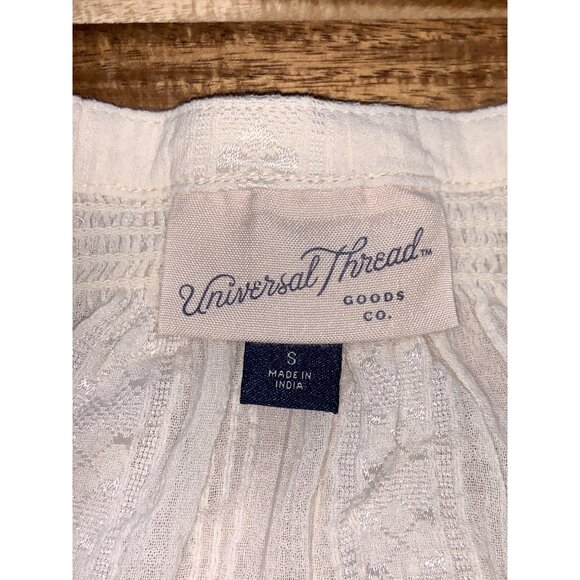 Universal Thread™
GOODS
CO.
S
MADE IN
INDIA